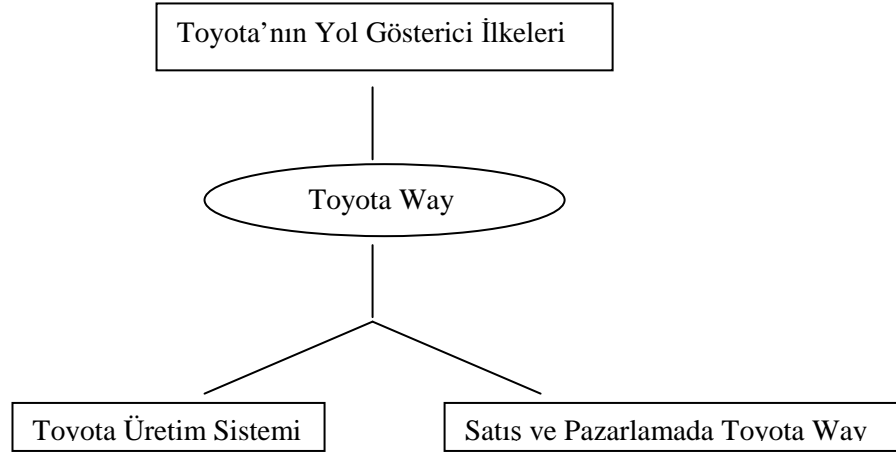 Toyota’nın Yol Gösterici İlkeleri
Toyota Way
Toyota Üretim Sistemi
Satış ve Pazarlamada Toyota Way